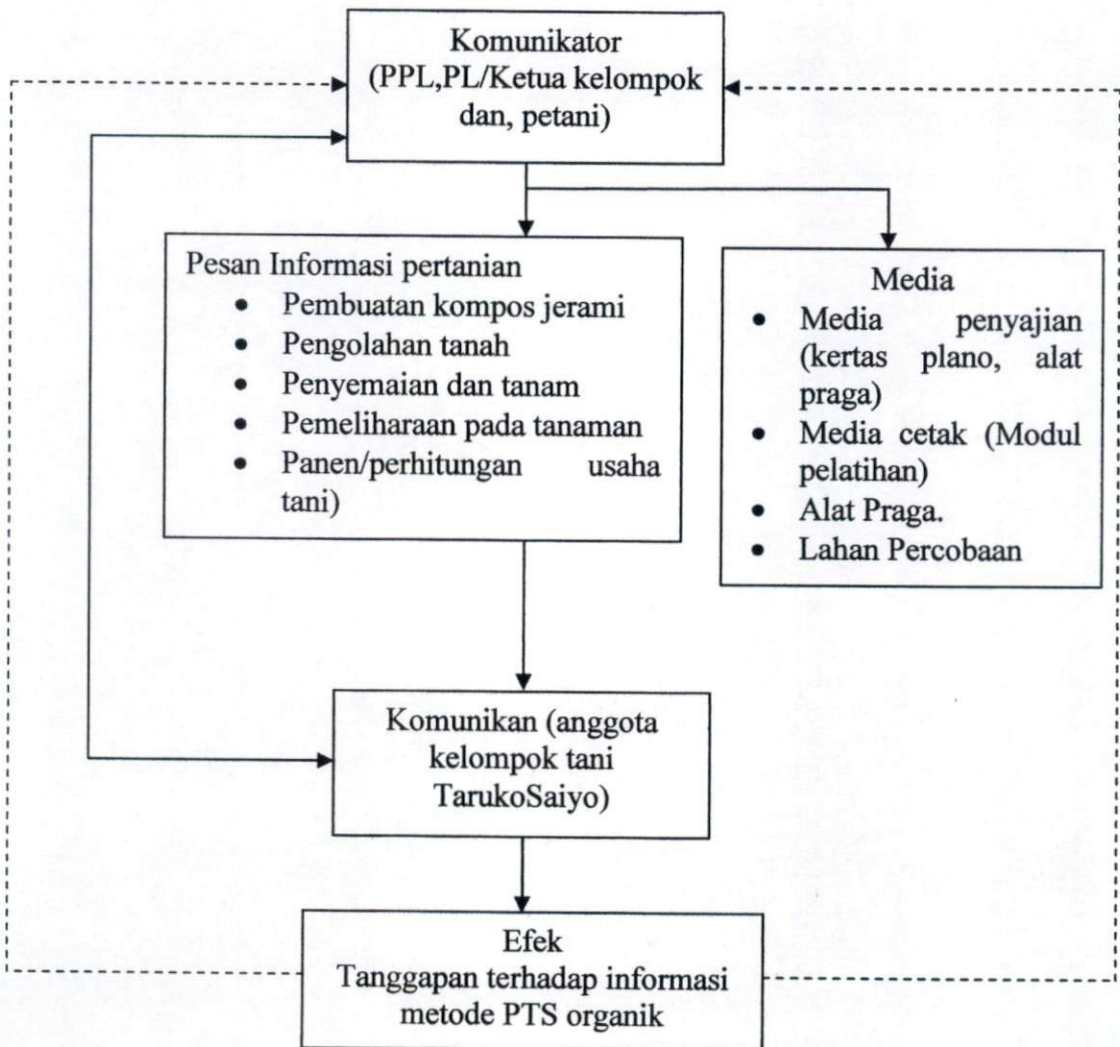 Komunikator
(PPL,PL/Ketua kelompok
dan, petani)
Pesan Informasi pertanian
• Pembuatan kompos jerami
• Pengolahan tanah
• Penyemaian dan tanam
• Pemeliharaan pada tanaman
• Panen/perhitungan usaha
tani)
Media
• Media penyajian
(kertas plano, alat
praga)
• Media cetak (Modul
pelatihan)
• Alat Praga.
• Lahan Percobaan
Komunikan (anggota
kelompok tani
TarukoSaiyo)
Efek
Tanggapan terhadap informasi
metode PTS organik